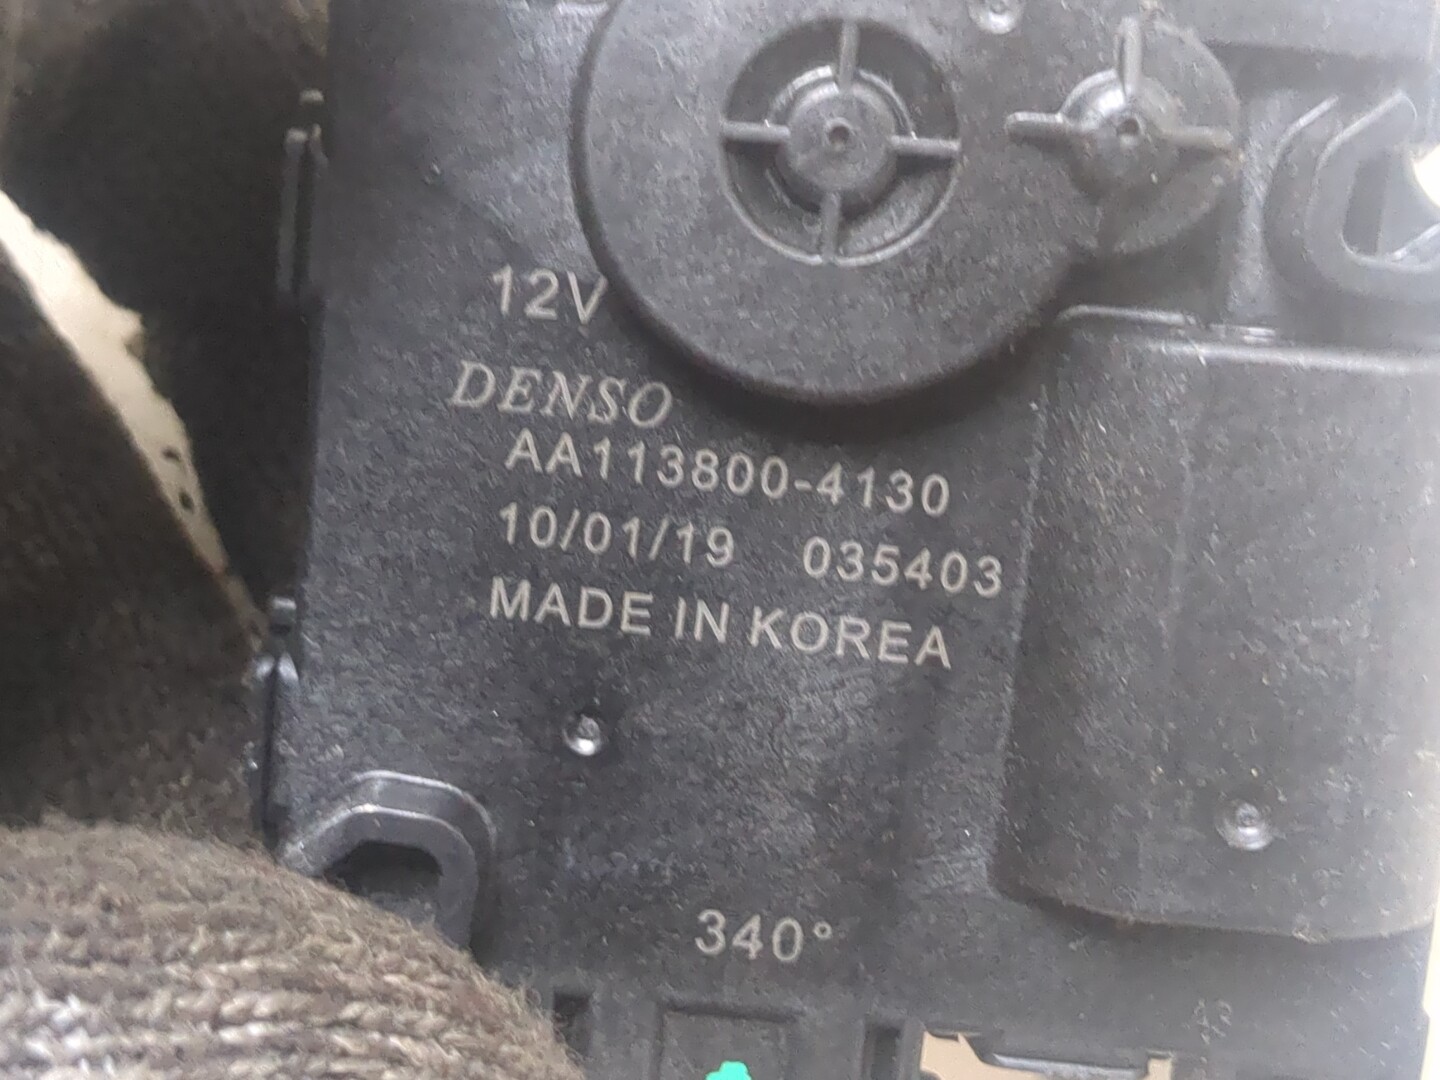 12V
DENSO
AA113800-4130
10/01/19 035403
MADE IN KOREA
340°